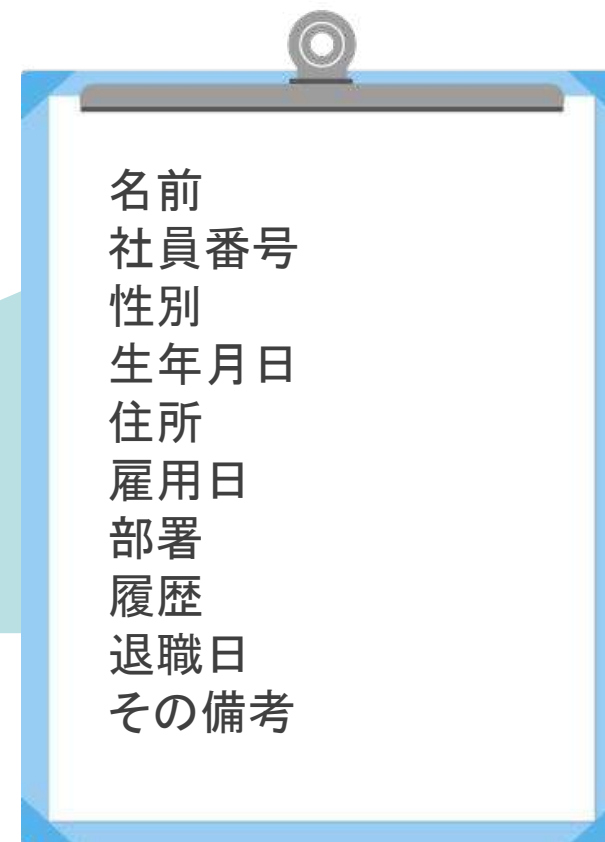 名前
社員番号
性別
生年月日
住所
雇用日
部署
履歴
退職日
その備考